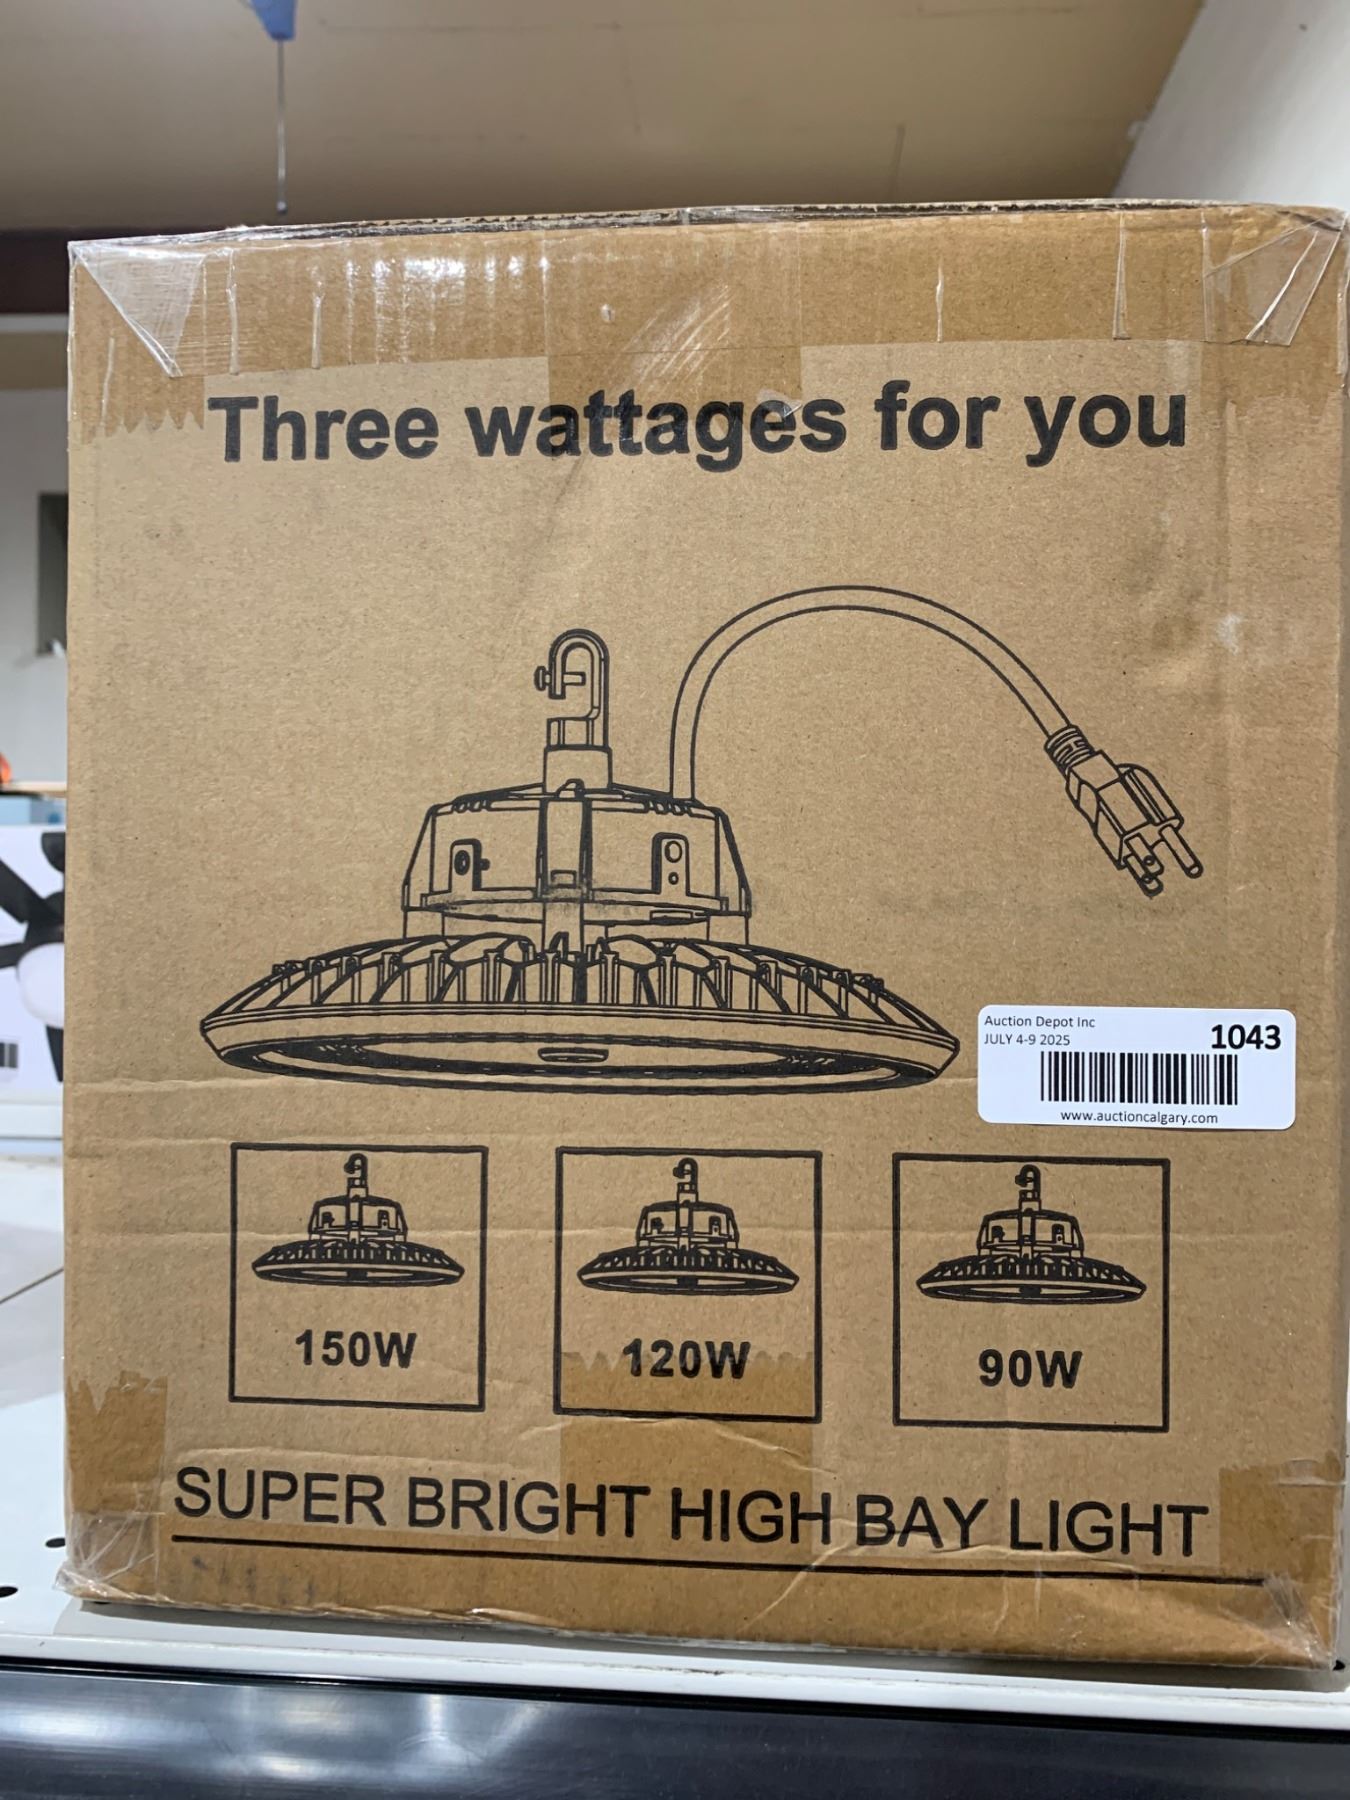 Three wattages for you
Auction Depot Inc
JULY 4-9 2025
1043
www.auctioncalgary.com
150W
120W
90W
SUPER BRIGHT HIGH BAY LIGHT